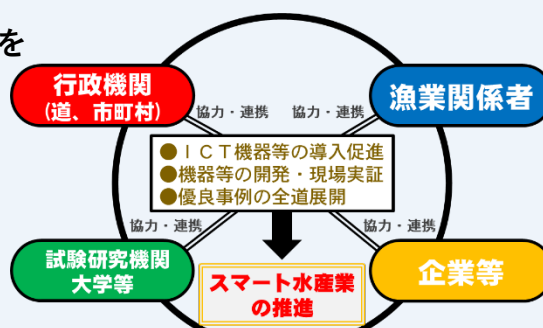 を
行政機関
(道、市町村)
漁業関係者
協力・連携
協力・連携
●ＩＣＴ機器等の導入促進
●機器等の開発・現場実証
●優良事例の全道展開
協力・連携
協力・連携
試験研究機関
大学等
スマート水産業
の推進
企業等